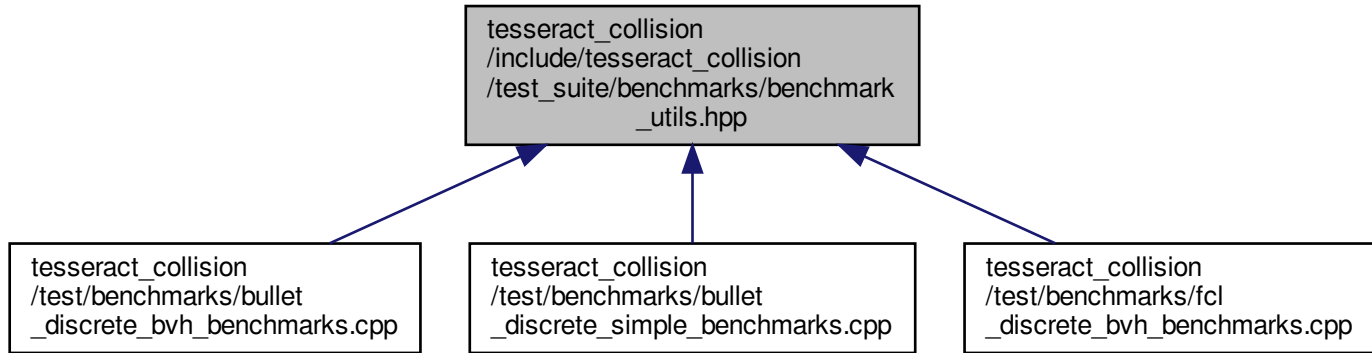 tesseract_collision
/include/tesseract_collision
/test_suite/benchmarks/benchmark
_utils.hpp
tesseract_collision
/test/benchmarks/bullet
_discrete_bvh_benchmarks.cpp
tesseract_collision
/test/benchmarks/bullet
_discrete_simple_benchmarks.cpp
tesseract_collision
/test/benchmarks/fcl
_discrete_bvh_benchmarks.cpp